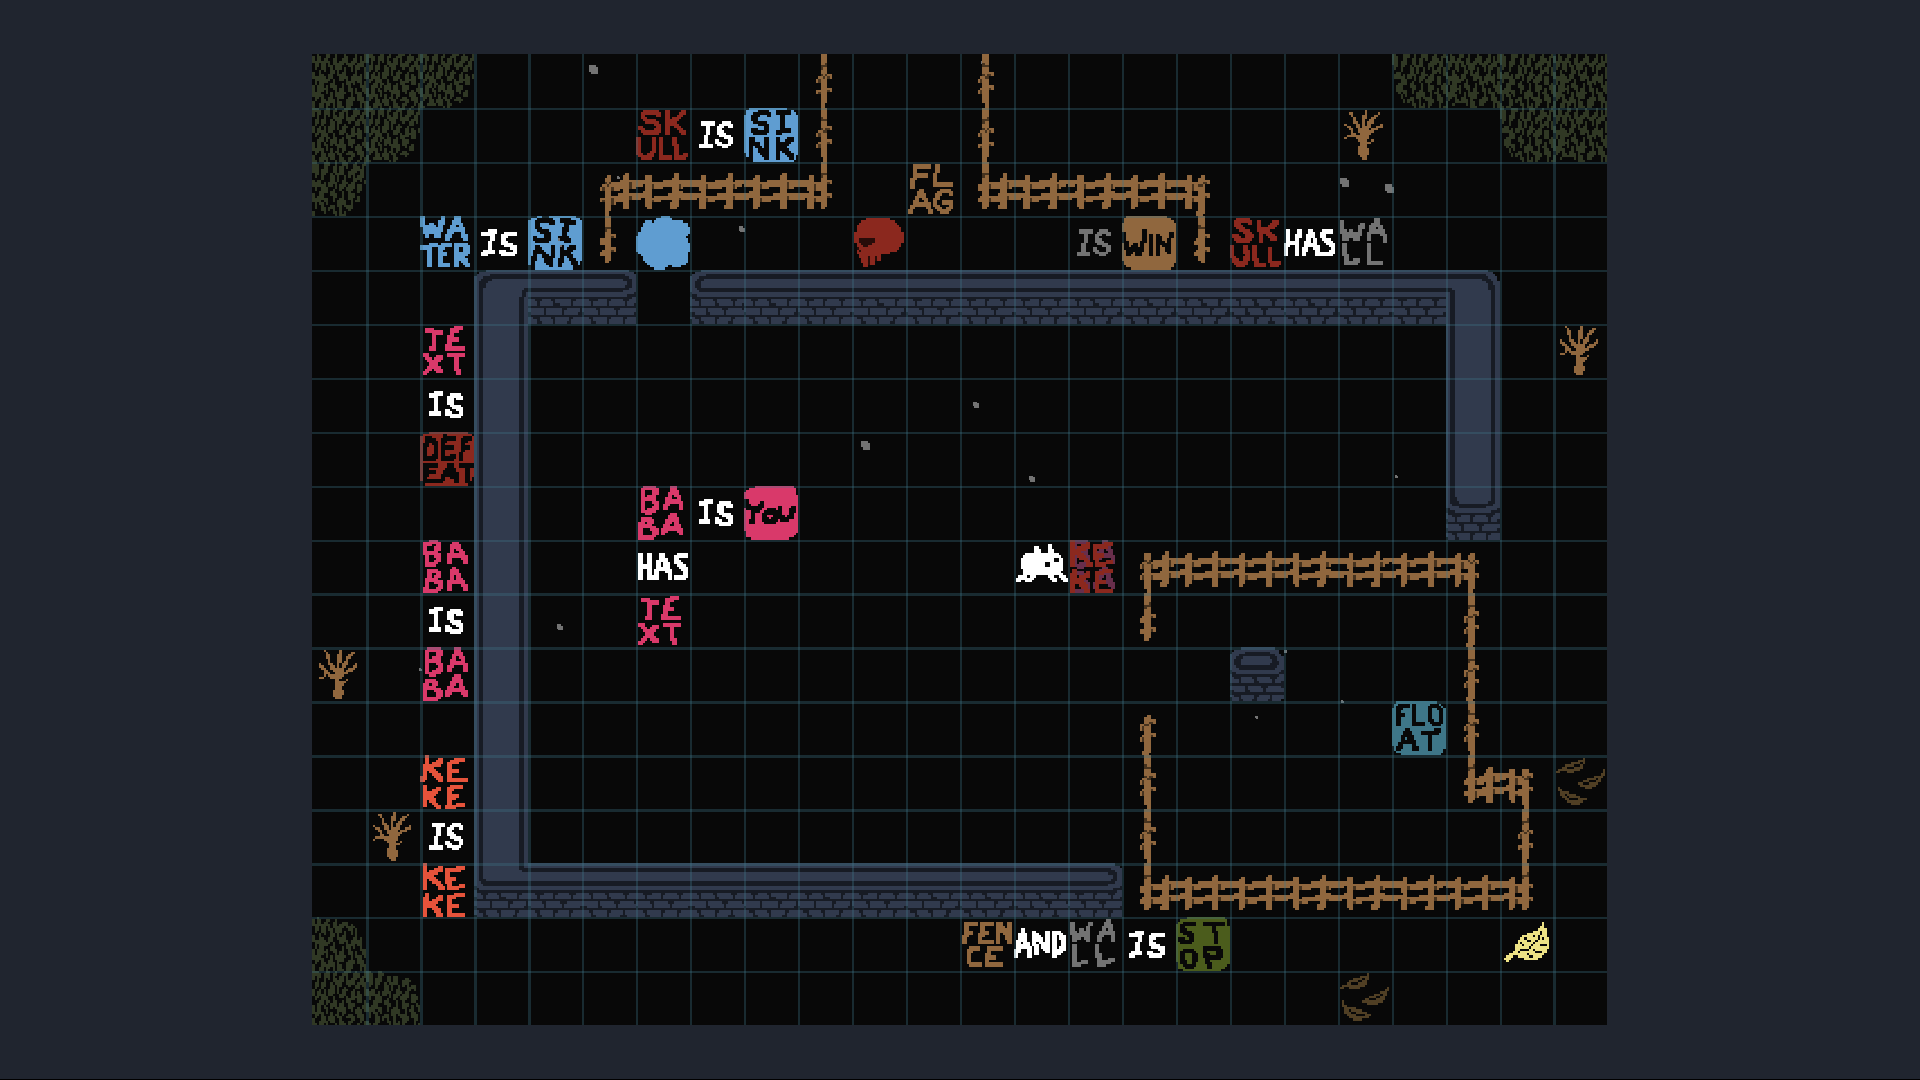 SKULL IS SINK
FLAG
WATER IS SINK
IS WIN
SKULL HAS WALL
TEXT
IS
DEFEAT
BABA IS YOU
HAS
TEXT
BABA
IS
BABA
FLOAT
KEKE
IS
KEKE
FENCE AND WALL IS STOP